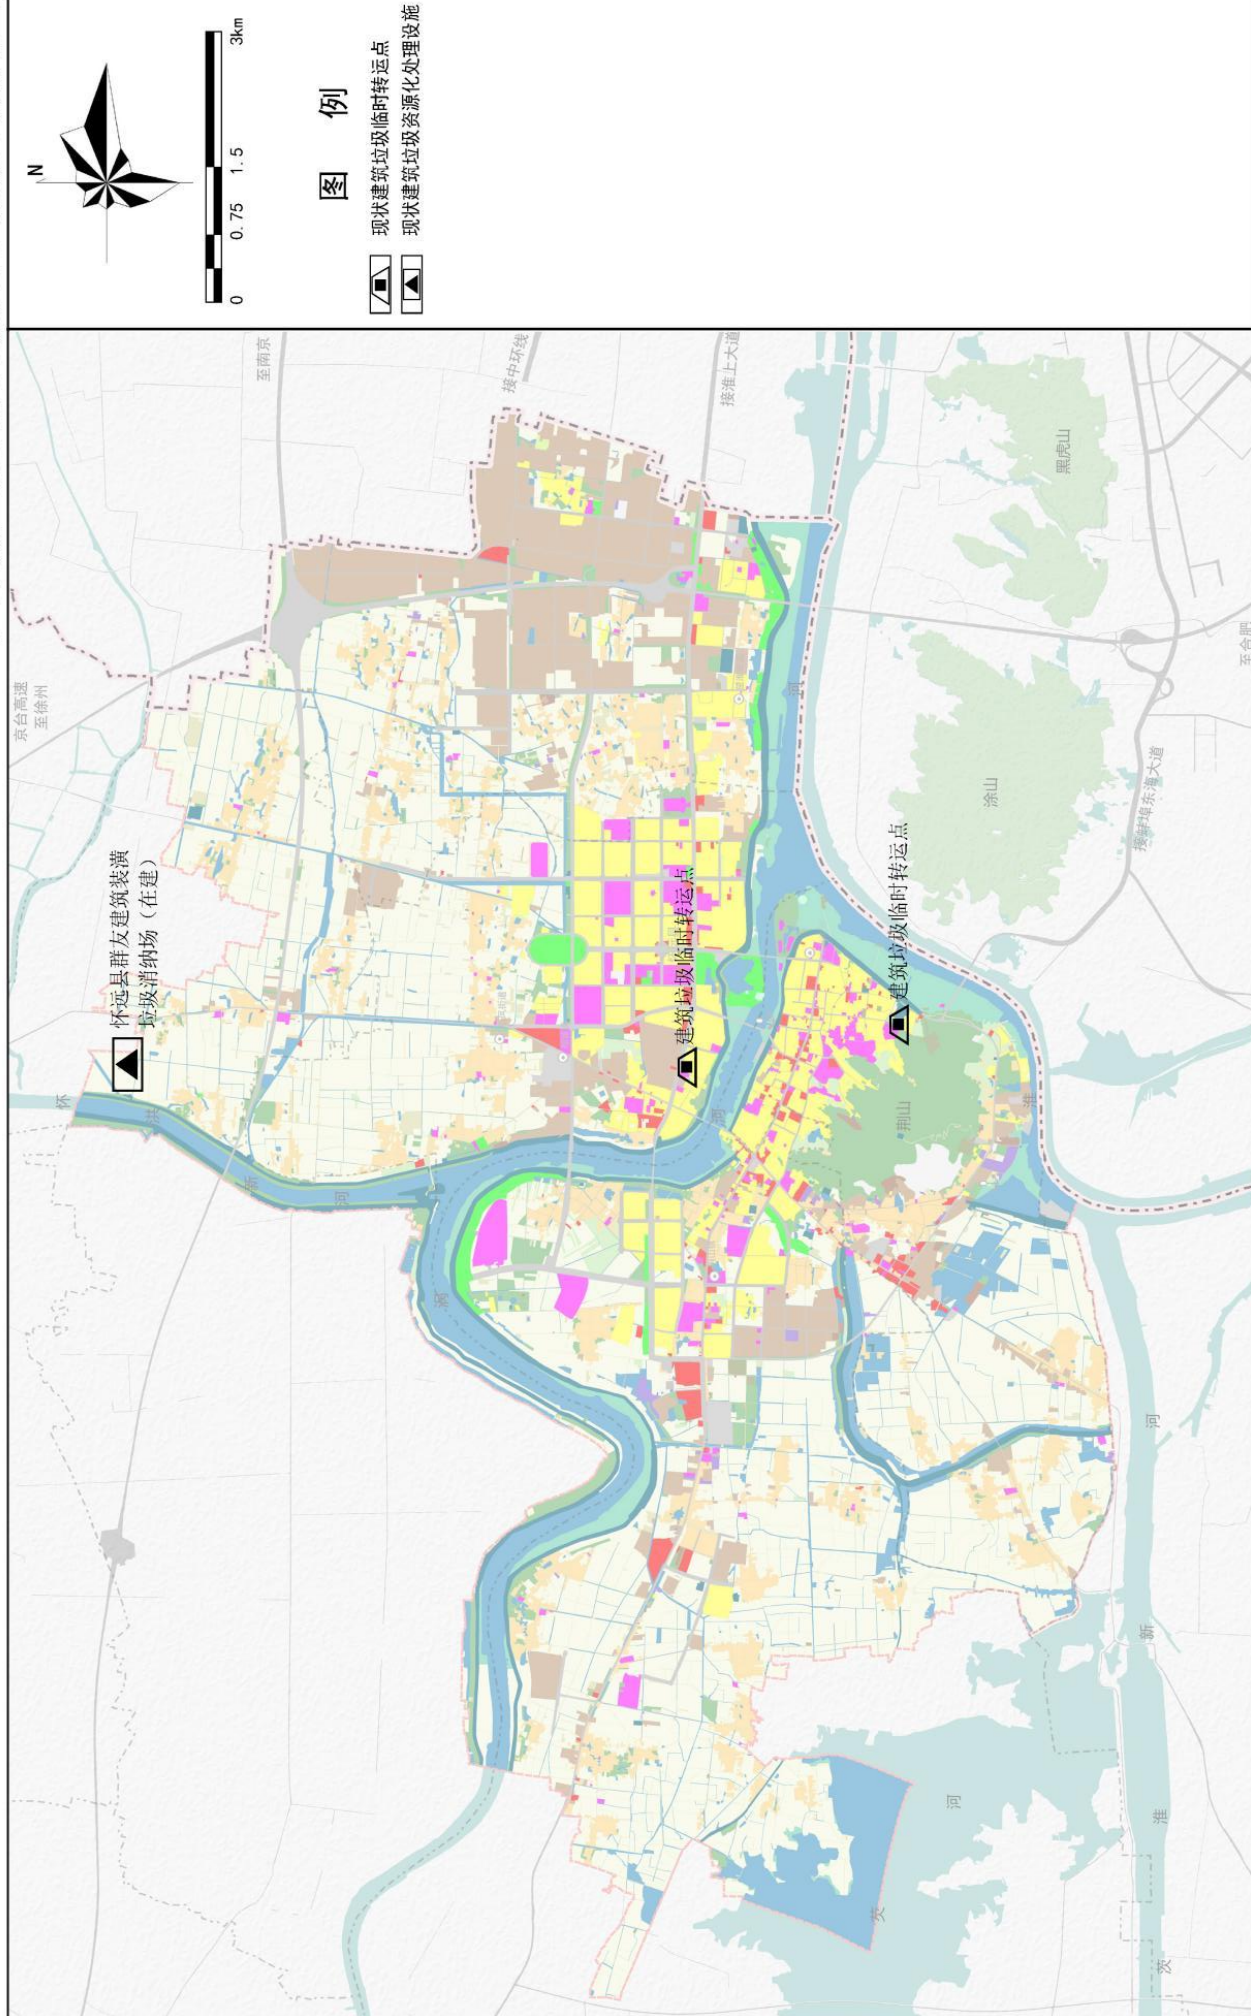 N
0
0.75
1.5
3km
图 例
现状建筑垃圾临时转运点
现状建筑垃圾资源化处理设施
京台高速
至徐州
至南京
接中环线
接淮上大道
怀远县群友建筑装潢
垃圾消纳场（在建）
建筑垃圾临时转运点
建筑垃圾临时转运点
怀
洪
新
河
涡
河
涡
淮
荆山
涂山
黑虎山
接蚌埠东海大道
至合肥
河
茨
淮
新
河
河